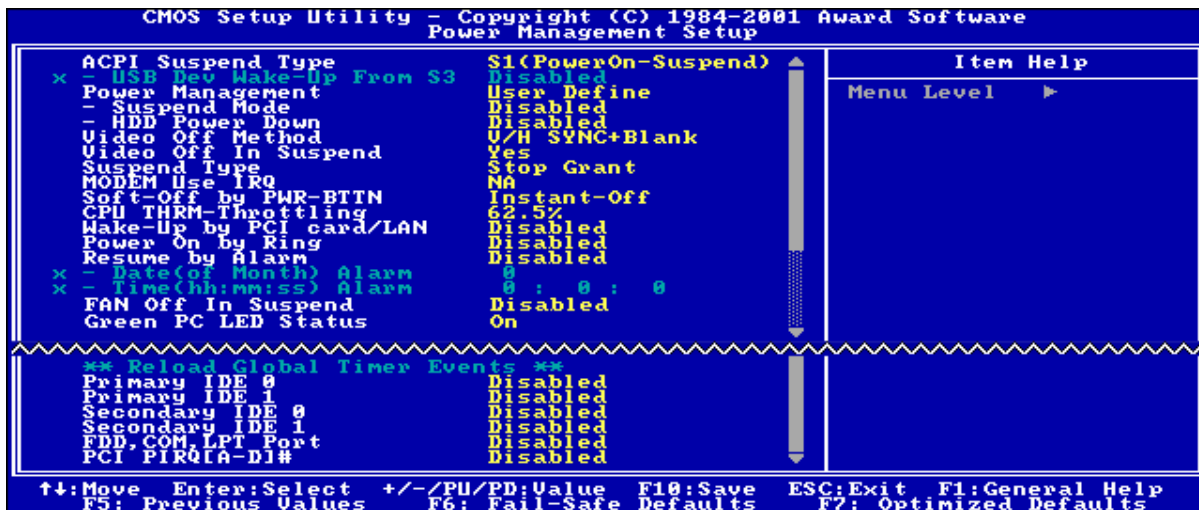 CMOS Setup Utility - Copyright (C) 1984-2001 Award Software
Power Management Setup
ACPI Suspend Type S1(PowerOn-Suspend)
x - USB Dev Wake-Up From S3 Disabled
Power Management User Define
- Suspend Mode Disabled
- HDD Power Down Disabled
Video Off Method V/H SYNC+Blank
Video Off In Suspend Yes
Suspend Type Stop Grant
MODEM Use IRQ NA
Soft-Off by PWR-BTTN Instant-Off
CPU THRM-Throttling 62.5%
Wake-Up by PCI card/LAN Disabled
Power On by Ring Disabled
Resume by Alarm Disabled
x - Date(of Month) Alarm 0
x - Time(hh:mm:ss) Alarm 0 : 0 : 0
FAN Off In Suspend Disabled
Green PC LED Status On
Item Help
Menu Level ►
** Reload Global Timer Events **
Primary IDE 0 Disabled
Primary IDE 1 Disabled
Secondary IDE 0 Disabled
Secondary IDE 1 Disabled
FDD,COM,LPT Port Disabled
PCI PIRQ[A-D]# Disabled
↑↓:Move Enter:Select +/-/PU/PD:Value F10:Save ESC:Exit F1:General Help
F5: Previous Values F6: Fail-Safe Defaults F7: Optimized Defaults